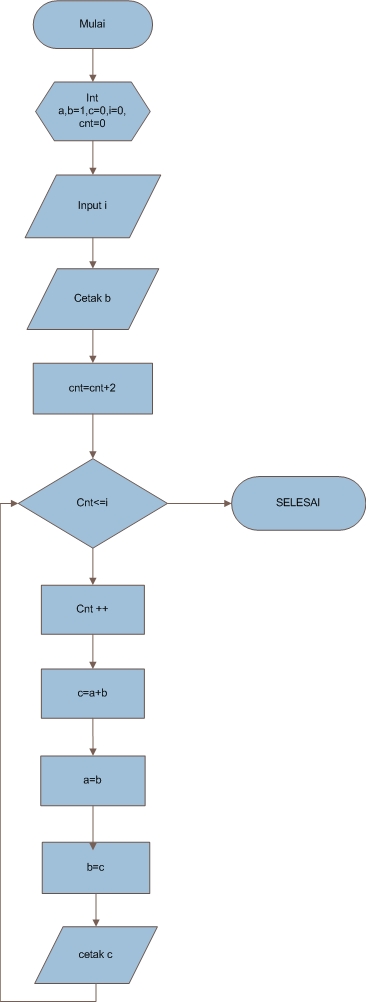 Mulai
Int
a,b=1,c=0,i=0,
cnt=0
Input i
Cetak b
cnt=cnt+2
Cnt<=i
SELESAI
Cnt ++
c=a+b
a=b
b=c
cetak c